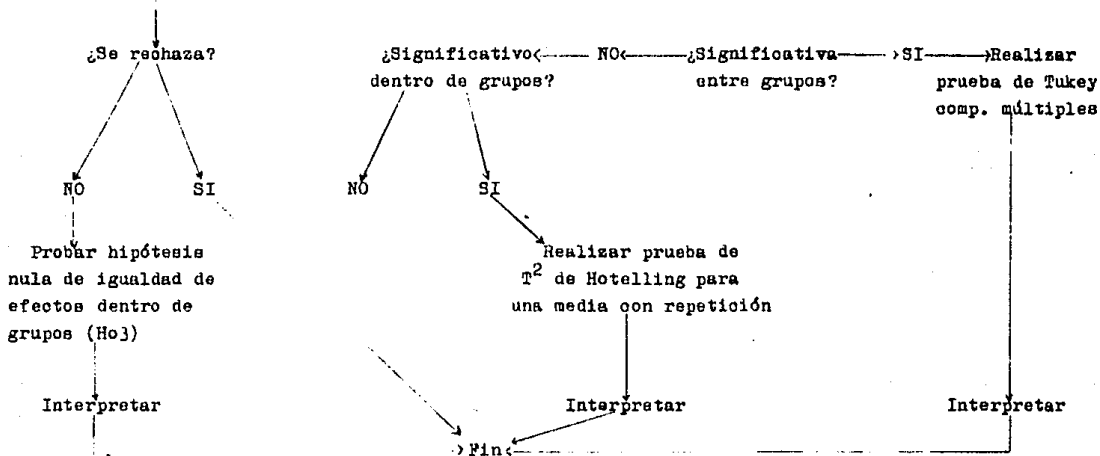 ¿Se rechaza?
¿Significativo
dentro de grupos?
NO
¿Significativa
entre grupos?
SI
Realizar
prueba de Tukey
comp. múltiples
NO
SI
NO
SI
Probar hipótesis
nula de igualdad de
efectos dentro de
grupos (Ho3)
Realizar prueba de
T² de Hotelling para
una media con repetición
Interpretar
Interpretar
Interpretar
Fin